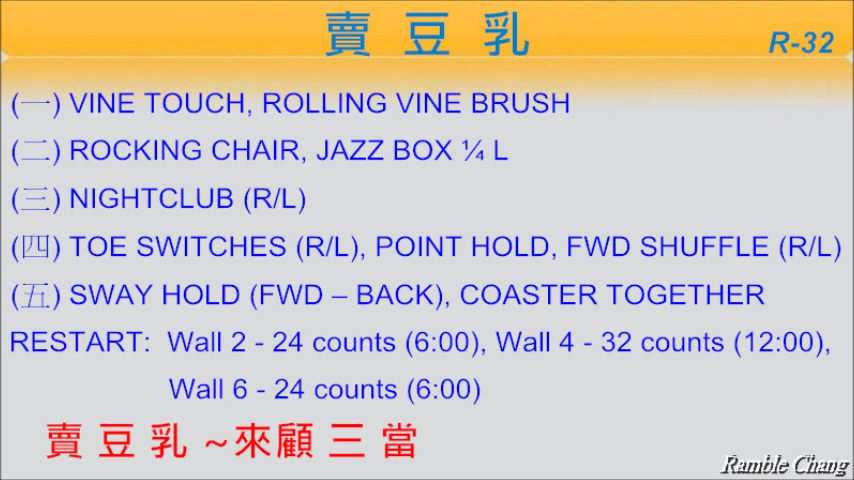 賣 豆 乳
R-32
(一) VINE TOUCH, ROLLING VINE BRUSH
(二) ROCKING CHAIR, JAZZ BOX ¼ L
(三) NIGHTCLUB (R/L)
(四) TOE SWITCHES (R/L), POINT HOLD, FWD SHUFFLE (R/L)
(五) SWAY HOLD (FWD – BACK), COASTER TOGETHER
RESTART: Wall 2 - 24 counts (6:00), Wall 4 - 32 counts (12:00),
Wall 6 - 24 counts (6:00)
賣 豆 乳 ~來顧 三 當
Ramble Chang